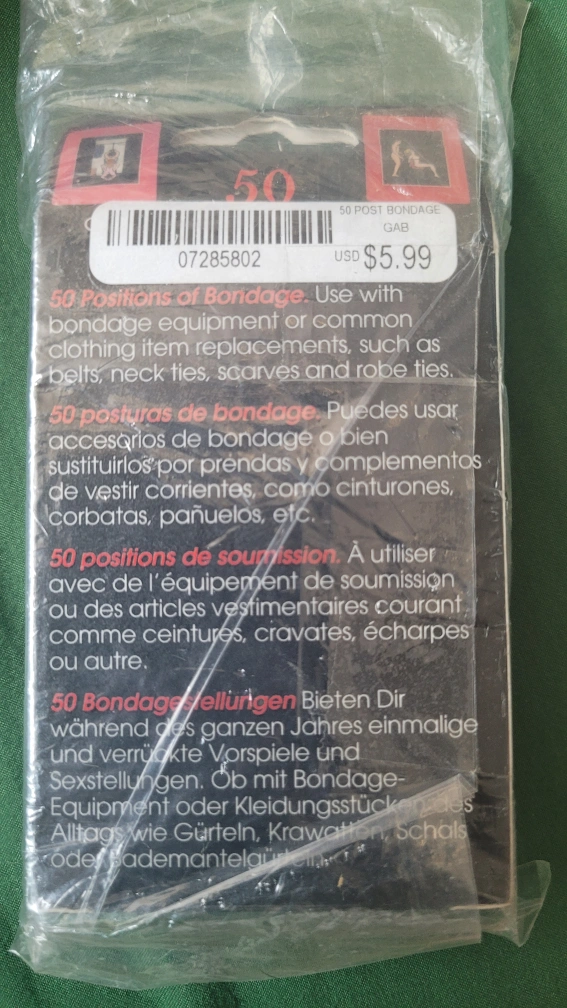 50
50 POST BONDAGE
GAB
07285802
USD $5.99
50 Positions of Bondage. Use with
bondage equipment or common
clothing item replacements, such as
belts, neck ties, scarves and robe ties.
50 posturas de bondage. Puedes usar
accesorios de bondage o bien
sustituirlos por prendas y complementos
de vestir corrientes, como cinturones,
corbatas, pañuelos, etc.
50 positions de soumission. À utiliser
avec de l'équipement de soumission
ou des articles vestimentaires courant
comme ceintures, cravates, écharpes
ou autre.
50 Bondagestellungen Bieten Dir
während des ganzen Jahres einmalige
und verrückte Vorspiele und
Sexstellungen. Ob mit Bondage-
Equipment oder Kleidungsstücken des
Alltags wie Gürteln, Krawatten, Schals
oder Bademantelgürteln.